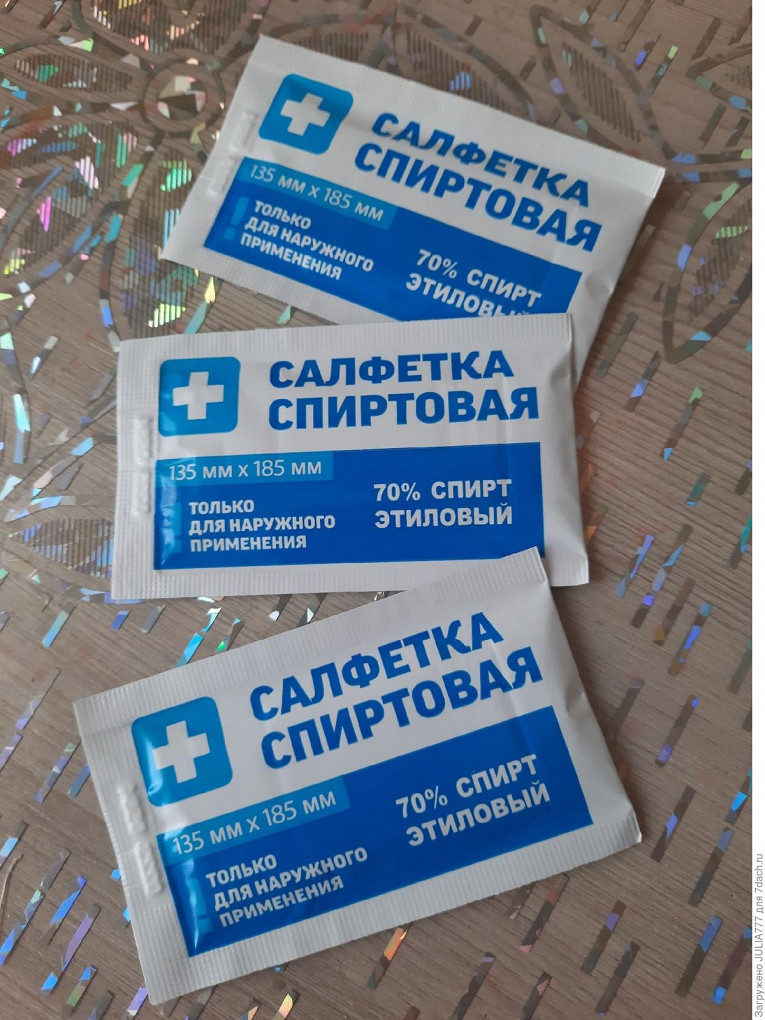 САЛФЕТКА
СПИРТОВАЯ
135 мм х 185 мм
ТОЛЬКО
ДЛЯ НАРУЖНОГО
ПРИМЕНЕНИЯ
70% СПИРТ
ЭТИЛОВЫЙ
САЛФЕТКА
СПИРТОВАЯ
135 мм х 185 мм
ТОЛЬКО
ДЛЯ НАРУЖНОГО
ПРИМЕНЕНИЯ
70% СПИРТ
ЭТИЛОВЫЙ
САЛФЕТКА
СПИРТОВАЯ
135 мм х 185 мм
ТОЛЬКО
ДЛЯ НАРУЖНОГО
ПРИМЕНЕНИЯ
70% СПИРТ
ЭТИЛОВЫЙ
Загружено JULIA777 для 7dach.ru